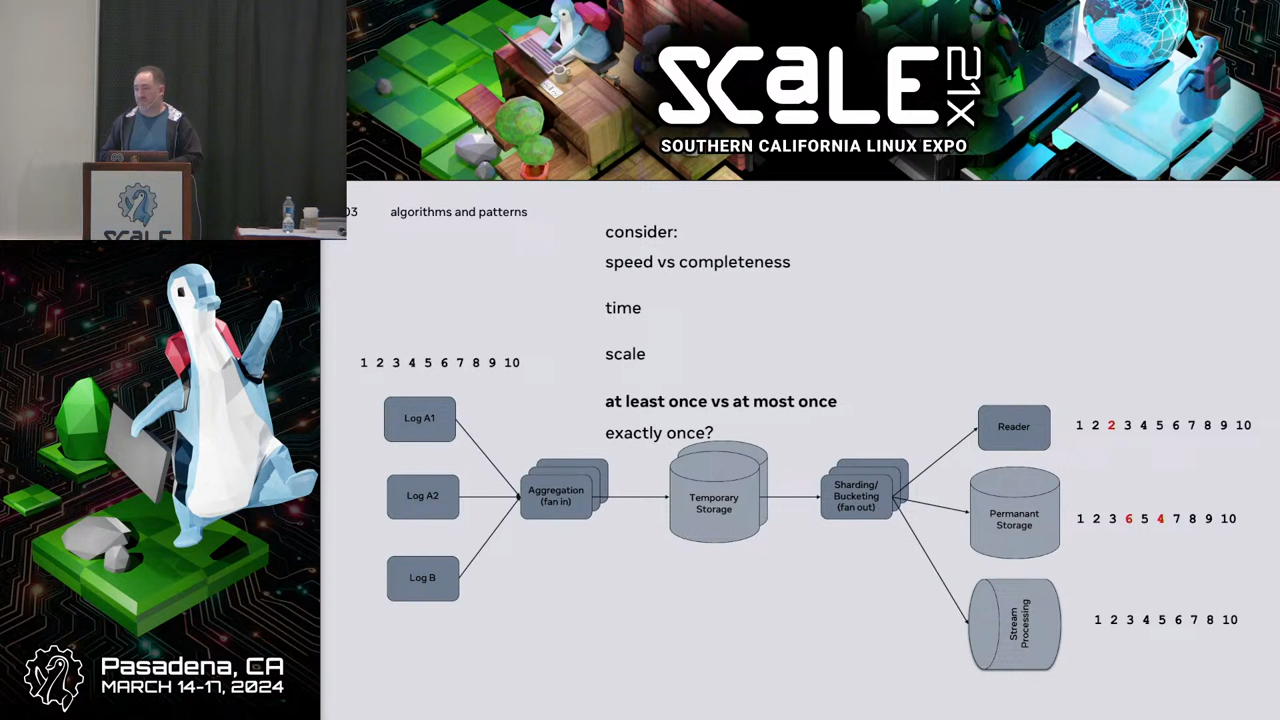 SCaLE 21X
SOUTHERN CALIFORNIA LINUX EXPO
SCaLE
03 algorithms and patterns
consider:
speed vs completeness
time
scale
at least once vs at most once
exactly once?
1 2 3 4 5 6 7 8 9 10
Log A1
Log A2
Log B
Aggregation
(fan in)
Temporary
Storage
Sharding/
Bucketing
(fan out)
Reader
1 2 2 3 4 5 6 7 8 9 10
Permanant
Storage
1 2 3 6 5 4 7 8 9 10
Stream
Processing
1 2 3 4 5 6 7 8 10
Pasadena, CA
MARCH 14-17, 2024